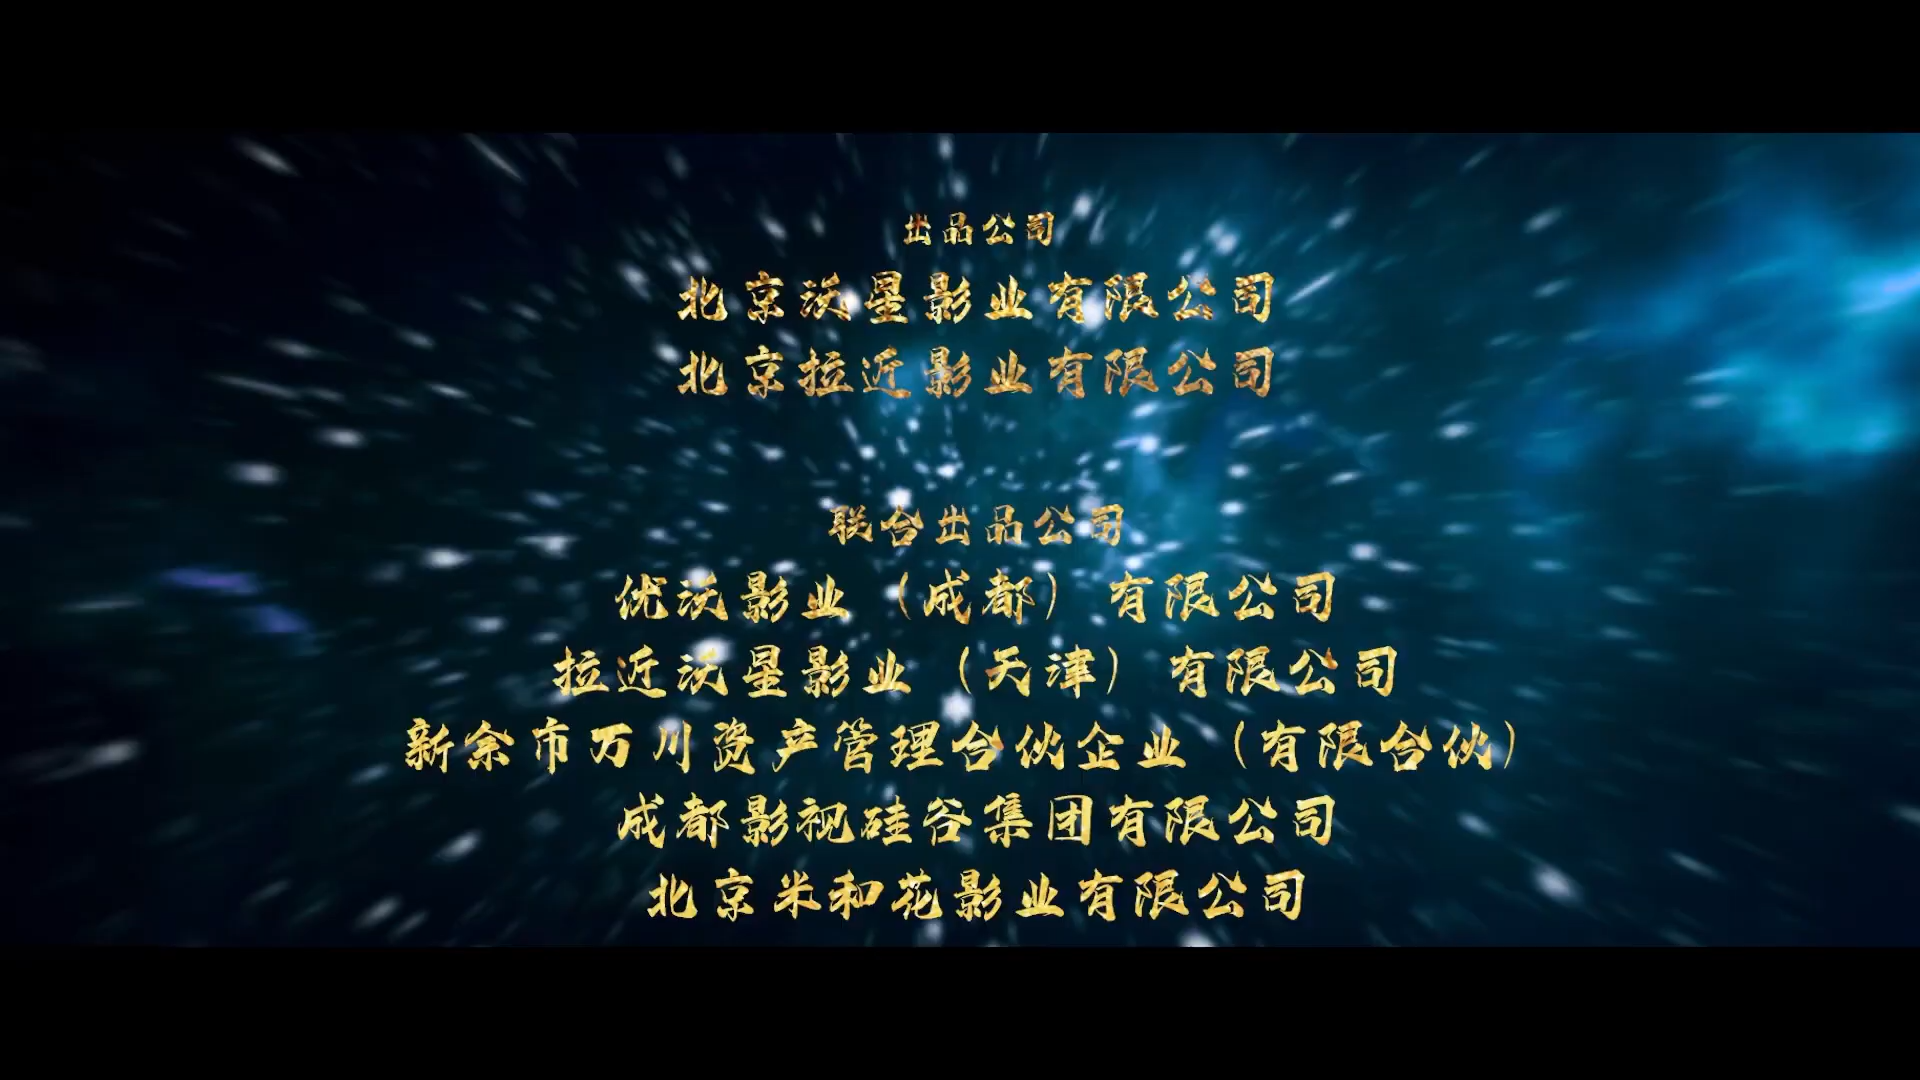 出品公司
北京沃星影业有限公司
北京拉近影业有限公司
联合出品公司
优沃影业（成都）有限公司
拉近沃星影业（天津）有限公司
新余市万川资产管理合伙企业（有限合伙）
成都影视硅谷集团有限公司
北京米和花影业有限公司